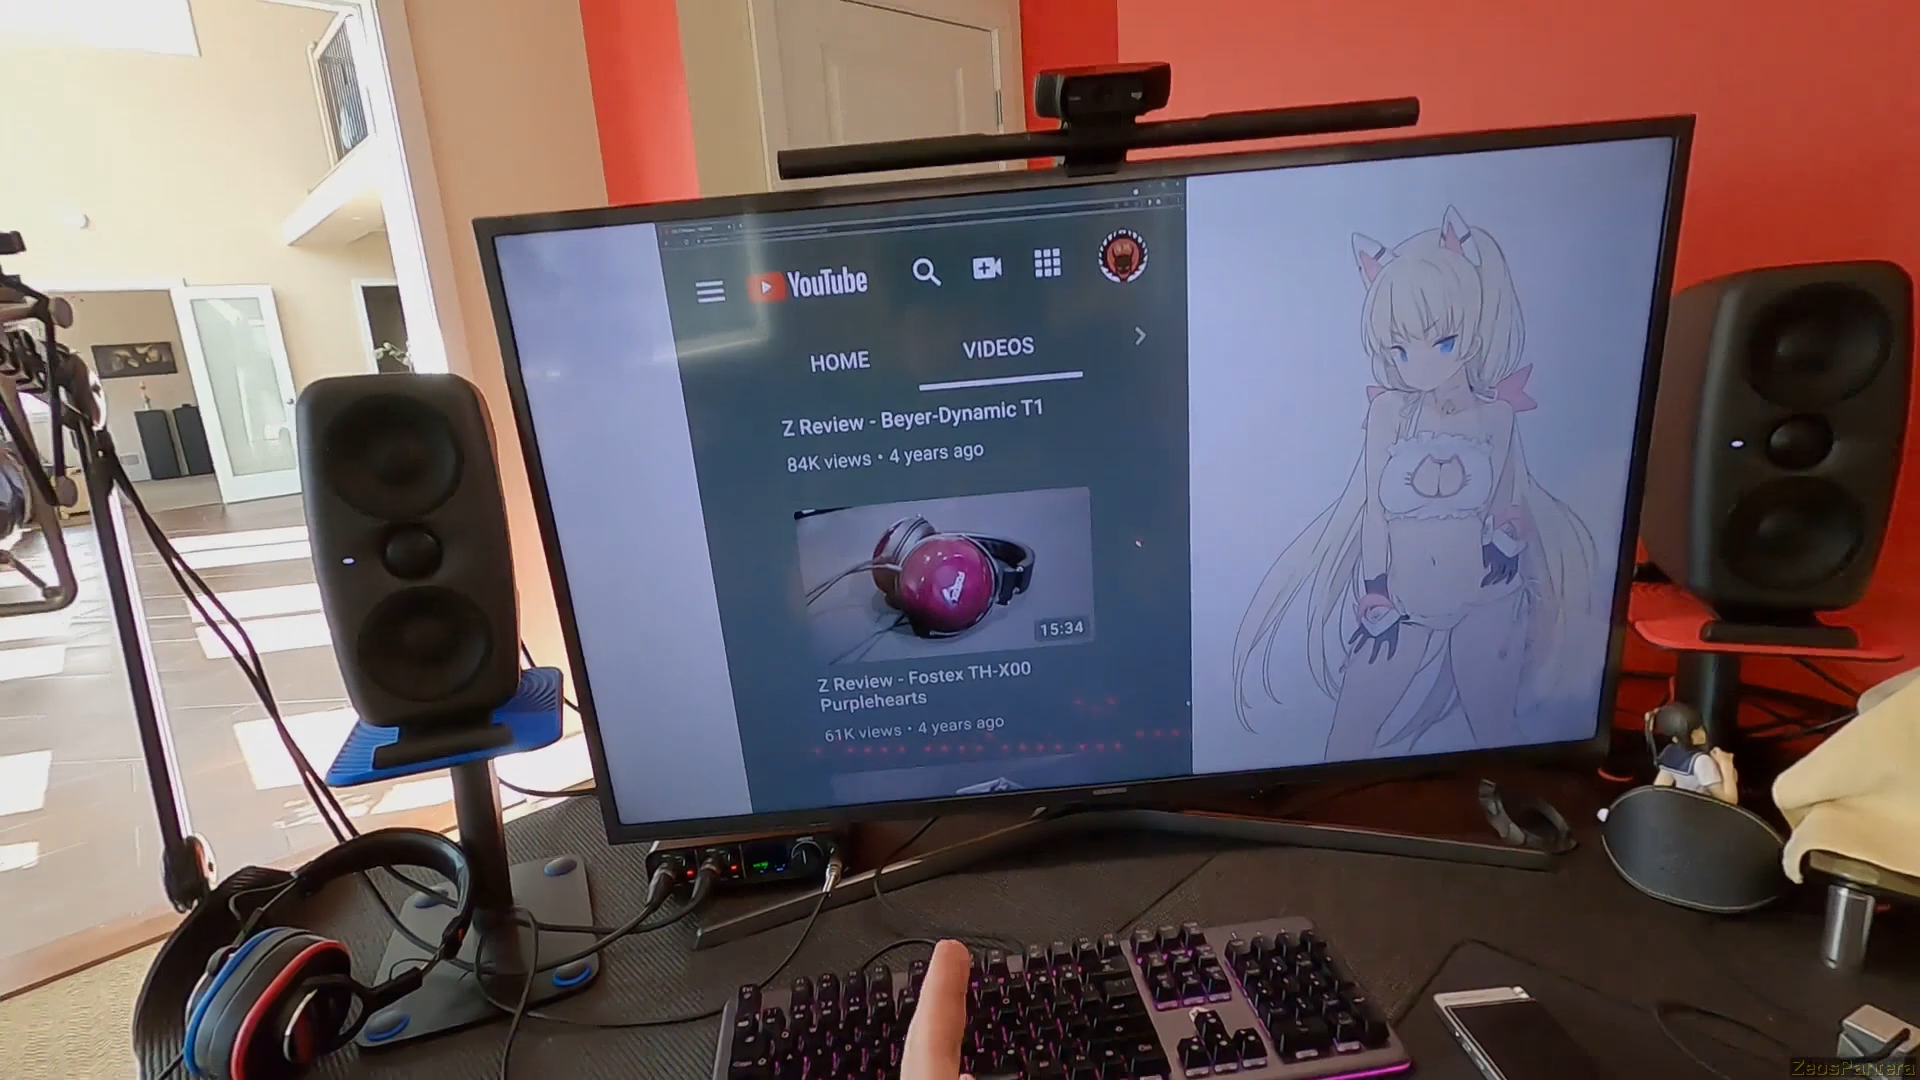 YouTube
HOME
VIDEOS
Z Review - Beyer-Dynamic T1
84K views • 4 years ago
15:34
Z Review - Fostex TH-X00
Purplehearts
61K views • 4 years ago
SAMSUNG
ZeosPantera